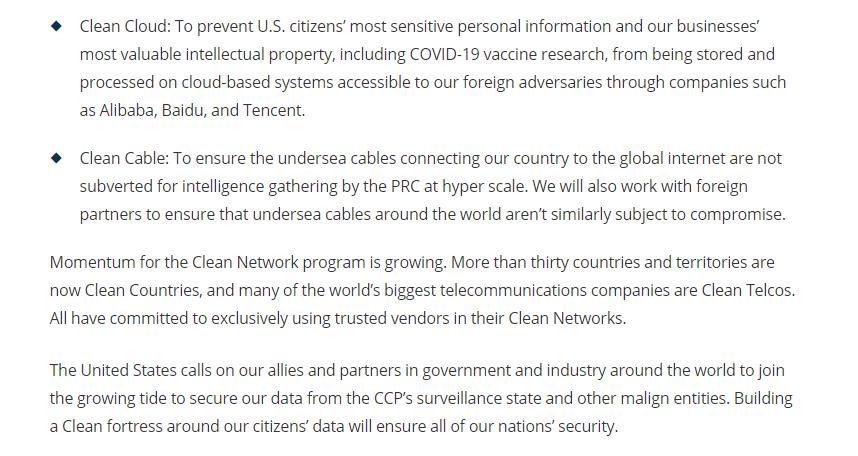 ◆ Clean Cloud: To prevent U.S. citizens’ most sensitive personal information and our businesses’
most valuable intellectual property, including COVID-19 vaccine research, from being stored and
processed on cloud-based systems accessible to our foreign adversaries through companies such
as Alibaba, Baidu, and Tencent.
◆ Clean Cable: To ensure the undersea cables connecting our country to the global internet are not
subverted for intelligence gathering by the PRC at hyper scale. We will also work with foreign
partners to ensure that undersea cables around the world aren’t similarly subject to compromise.
Momentum for the Clean Network program is growing. More than thirty countries and territories are
now Clean Countries, and many of the world’s biggest telecommunications companies are Clean Telcos.
All have committed to exclusively using trusted vendors in their Clean Networks.
The United States calls on our allies and partners in government and industry around the world to join
the growing tide to secure our data from the CCP’s surveillance state and other malign entities. Building
a Clean fortress around our citizens’ data will ensure all of our nations’ security.